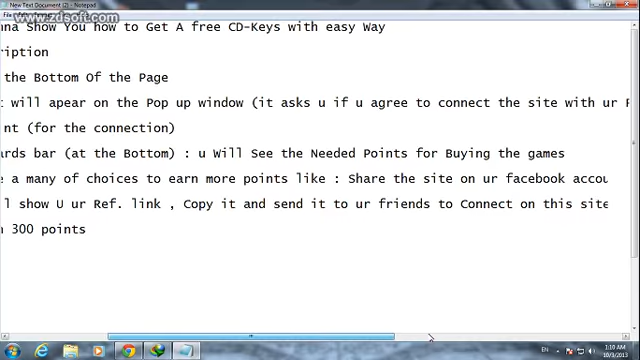 New Text Document (2) - Notepad
www.zdsoft.com
File
nna Show You how to Get A free CD-Keys with easy Way
ription
the Bottom Of the Page
t will apear on the Pop up window (it asks u if u agree to connect the site with ur F
nt (for the connection)
ards bar (at the Bottom) : u Will See the Needed Points for Buying the games
e a many of choices to earn more points like : Share the site on ur facebook accou
l show U ur Ref. link , Copy it and send it to ur friends to Connect on this site
n 300 points
EN
1:10 AM
10/3/2013